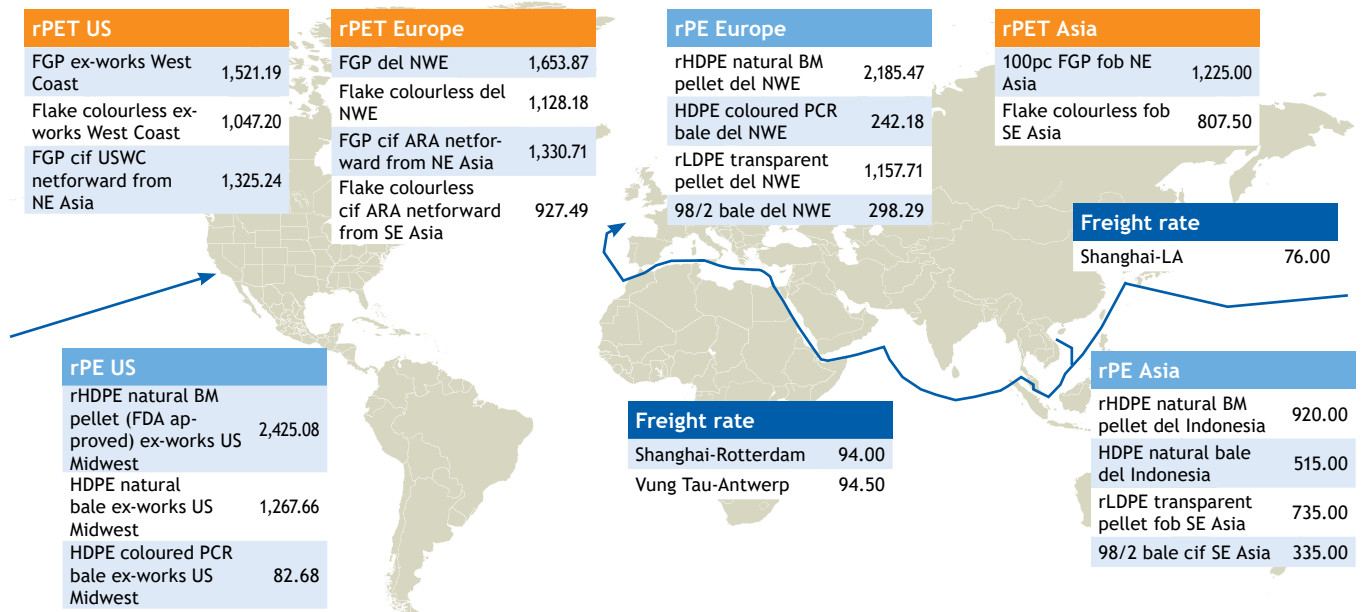 rPET US
FGP ex-works West
Coast
1,521.19
Flake colourless ex-
works West Coast
1,047.20
FGP cif USWC
netforward from
NE Asia
1,325.24
rPET Europe
FGP del NWE
1,653.87
Flake colourless del
NWE
1,128.18
FGP cif ARA netfor-
ward from NE Asia
1,330.71
Flake colourless
cif ARA netforward
from SE Asia
927.49
rPE Europe
rHDPE natural BM
pellet del NWE
2,185.47
HDPE coloured PCR
bale del NWE
242.18
rLDPE transparent
pellet del NWE
1,157.71
98/2 bale del NWE
298.29
rPET Asia
100pc FGP fob NE
Asia
1,225.00
Flake colourless fob
SE Asia
807.50
Freight rate
Shanghai-LA
76.00
rPE US
rHDPE natural BM
pellet (FDA ap-
proved) ex-works US
Midwest
2,425.08
HDPE natural
bale ex-works US
Midwest
1,267.66
HDPE coloured PCR
bale ex-works US
Midwest
82.68
Freight rate
Shanghai-Rotterdam
94.00
Vung Tau-Antwerp
94.50
rPE Asia
rHDPE natural BM
pellet del Indonesia
920.00
HDPE natural bale
del Indonesia
515.00
rLDPE transparent
pellet fob SE Asia
735.00
98/2 bale cif SE Asia
335.00